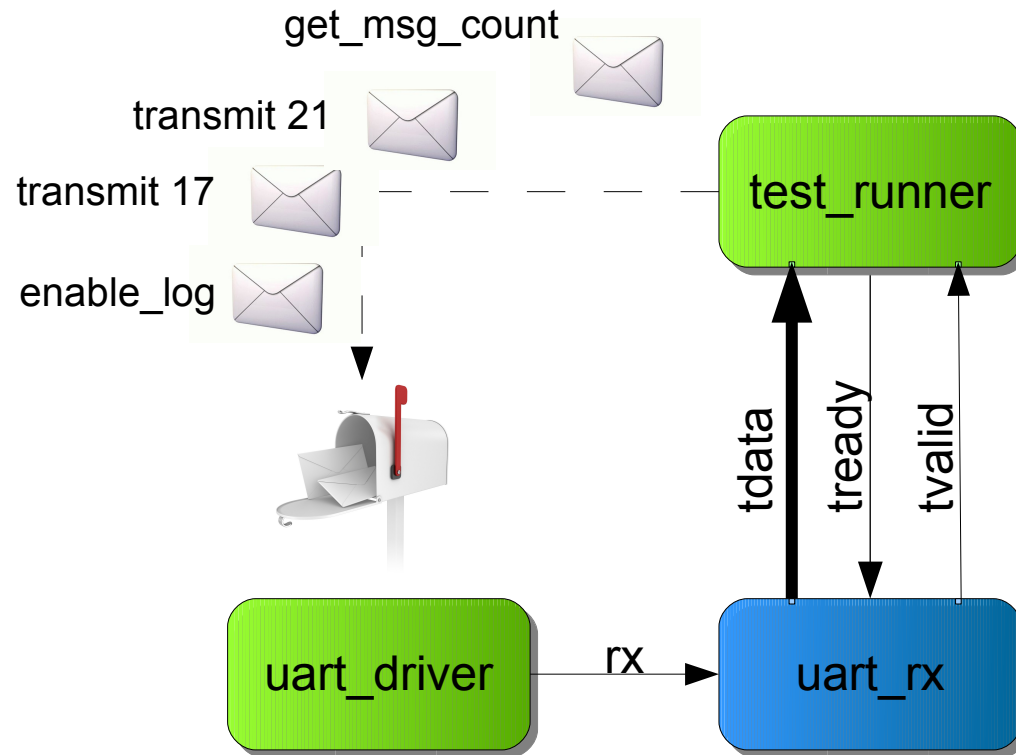 get_msg_count
transmit 21
transmit 17
test_runner
enable_log
tdata
tready
tvalid
uart_driver
rx
uart_rx